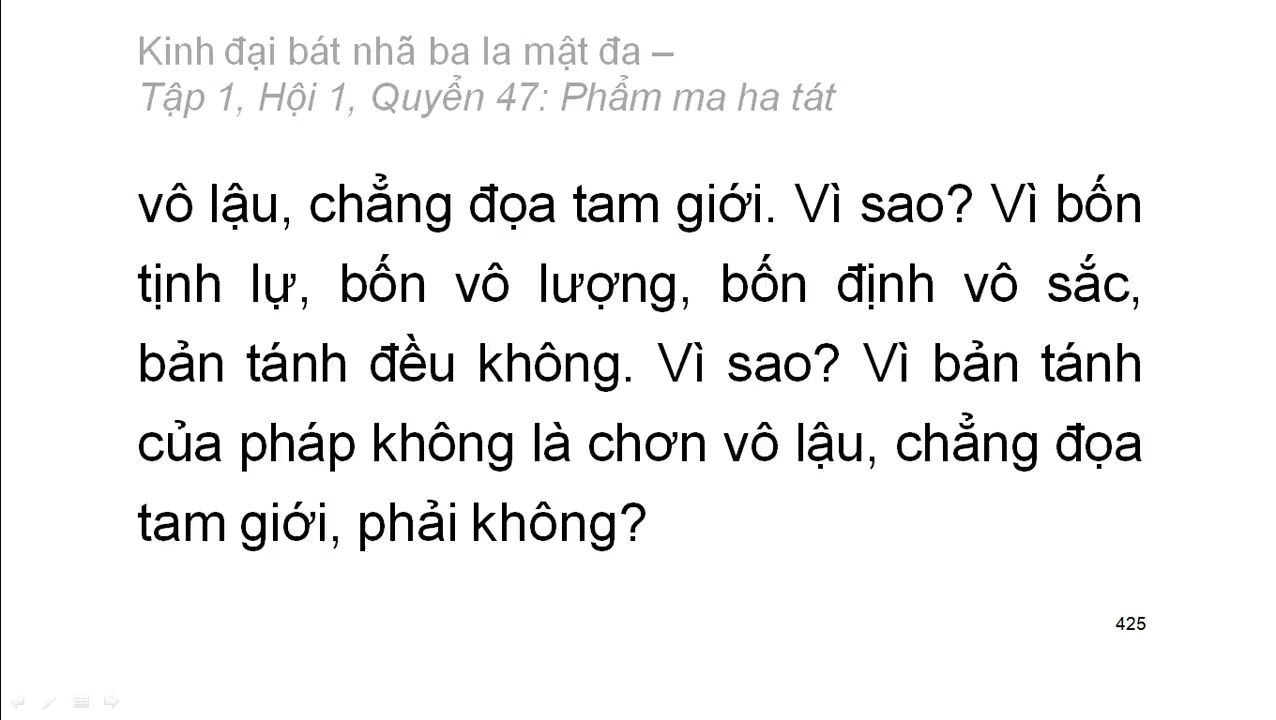 Kinh đại bát nhã ba la mật đa –
Tập 1, Hội 1, Quyển 47: Phẩm ma ha tát
vô lậu, chẳng đọa tam giới. Vì sao? Vì bốn
tịnh lự, bốn vô lượng, bốn định vô sắc,
bản tánh đều không. Vì sao? Vì bản tánh
của pháp không là chơn vô lậu, chẳng đọa
tam giới, phải không?
425